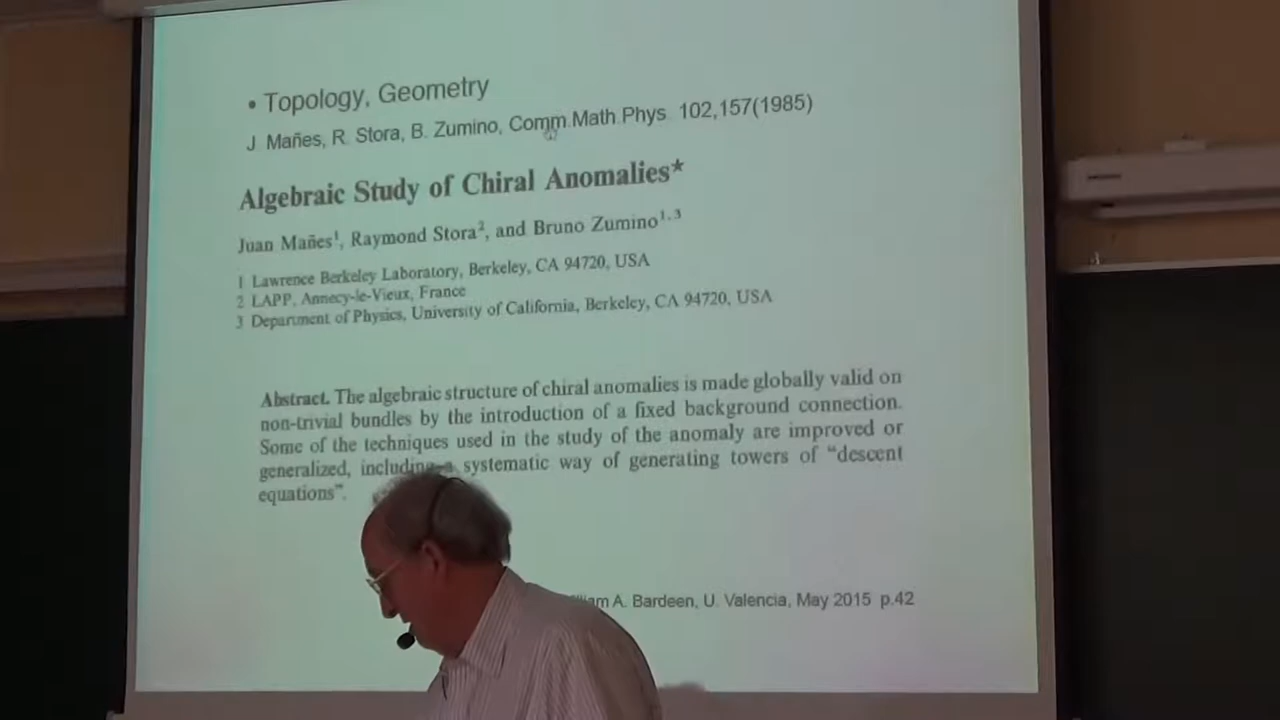 • Topology, Geometry
J. Mañes, R. Stora, B. Zumino, Comm.Math.Phys. 102,157(1985)
Algebraic Study of Chiral Anomalies*
Juan Mañes¹, Raymond Stora², and Bruno Zumino¹,³
1 Lawrence Berkeley Laboratory, Berkeley, CA 94720, USA
2 LAPP, Annecy-le-Vieux, France
3 Department of Physics, University of California, Berkeley, CA 94720, USA
Abstract. The algebraic structure of chiral anomalies is made globally valid on
non-trivial bundles by the introduction of a fixed background connection.
Some of the techniques used in the study of the anomaly are improved or
generalized, including a systematic way of generating towers of “descent
equations”.
A. Bardeen, U. Valencia, May 2015 p.42